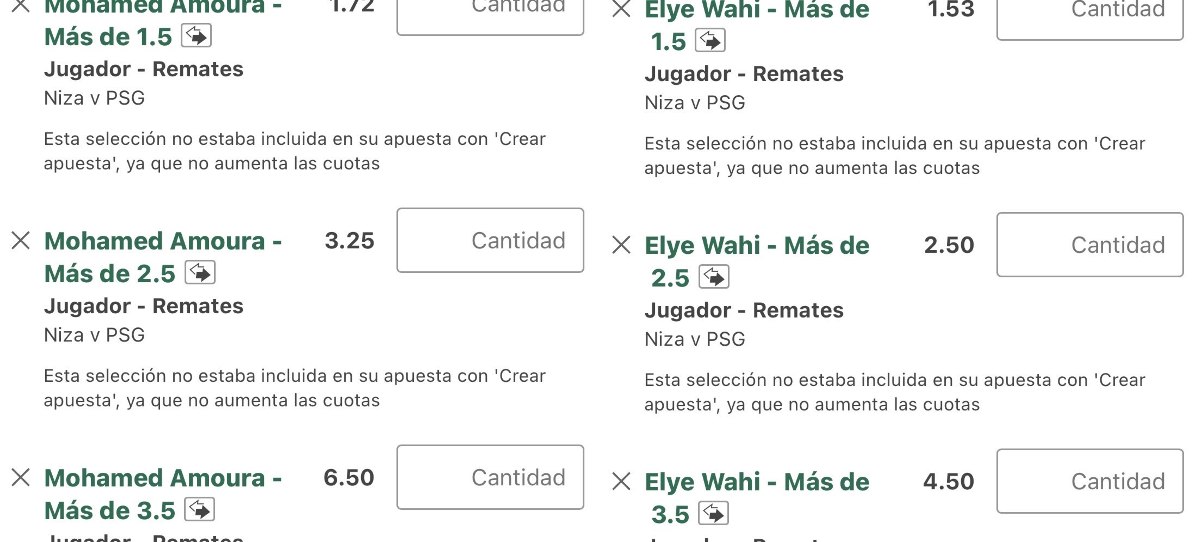 Mohamed Amoura - 1.72 Cantidad
Más de 1.5
Jugador - Remates
Niza v PSG
Esta selección no estaba incluida en su apuesta con 'Crear
apuesta', ya que no aumenta las cuotas
Mohamed Amoura - 3.25 Cantidad
Más de 2.5
Jugador - Remates
Niza v PSG
Esta selección no estaba incluida en su apuesta con 'Crear
apuesta', ya que no aumenta las cuotas
Mohamed Amoura - 6.50 Cantidad
Más de 3.5
Jugador - Remates
Elye Wahi - Más de 1.53 Cantidad
1.5
Jugador - Remates
Niza v PSG
Esta selección no estaba incluida en su apuesta con 'Crear
apuesta', ya que no aumenta las cuotas
Elye Wahi - Más de 2.50 Cantidad
2.5
Jugador - Remates
Niza v PSG
Esta selección no estaba incluida en su apuesta con 'Crear
apuesta', ya que no aumenta las cuotas
Elye Wahi - Más de 4.50 Cantidad
3.5